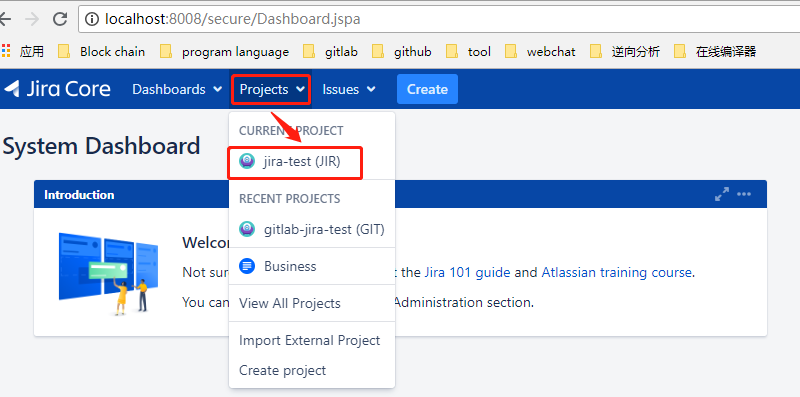 localhost:8008/secure/Dashboard.jspa
应用 Block chain program language gitlab github tool webchat 逆向分析 在线编译器
Jira Core Dashboards Projects Issues Create
System Dashboard
CURRENT PROJECT
jira-test (JIR)
RECENT PROJECTS
gitlab-jira-test (GIT)
Business
View All Projects
Import External Project
Create project
Introduction
Welco
Not sur t the Jira 101 guide and Atlassian training course.
You can Administration section.